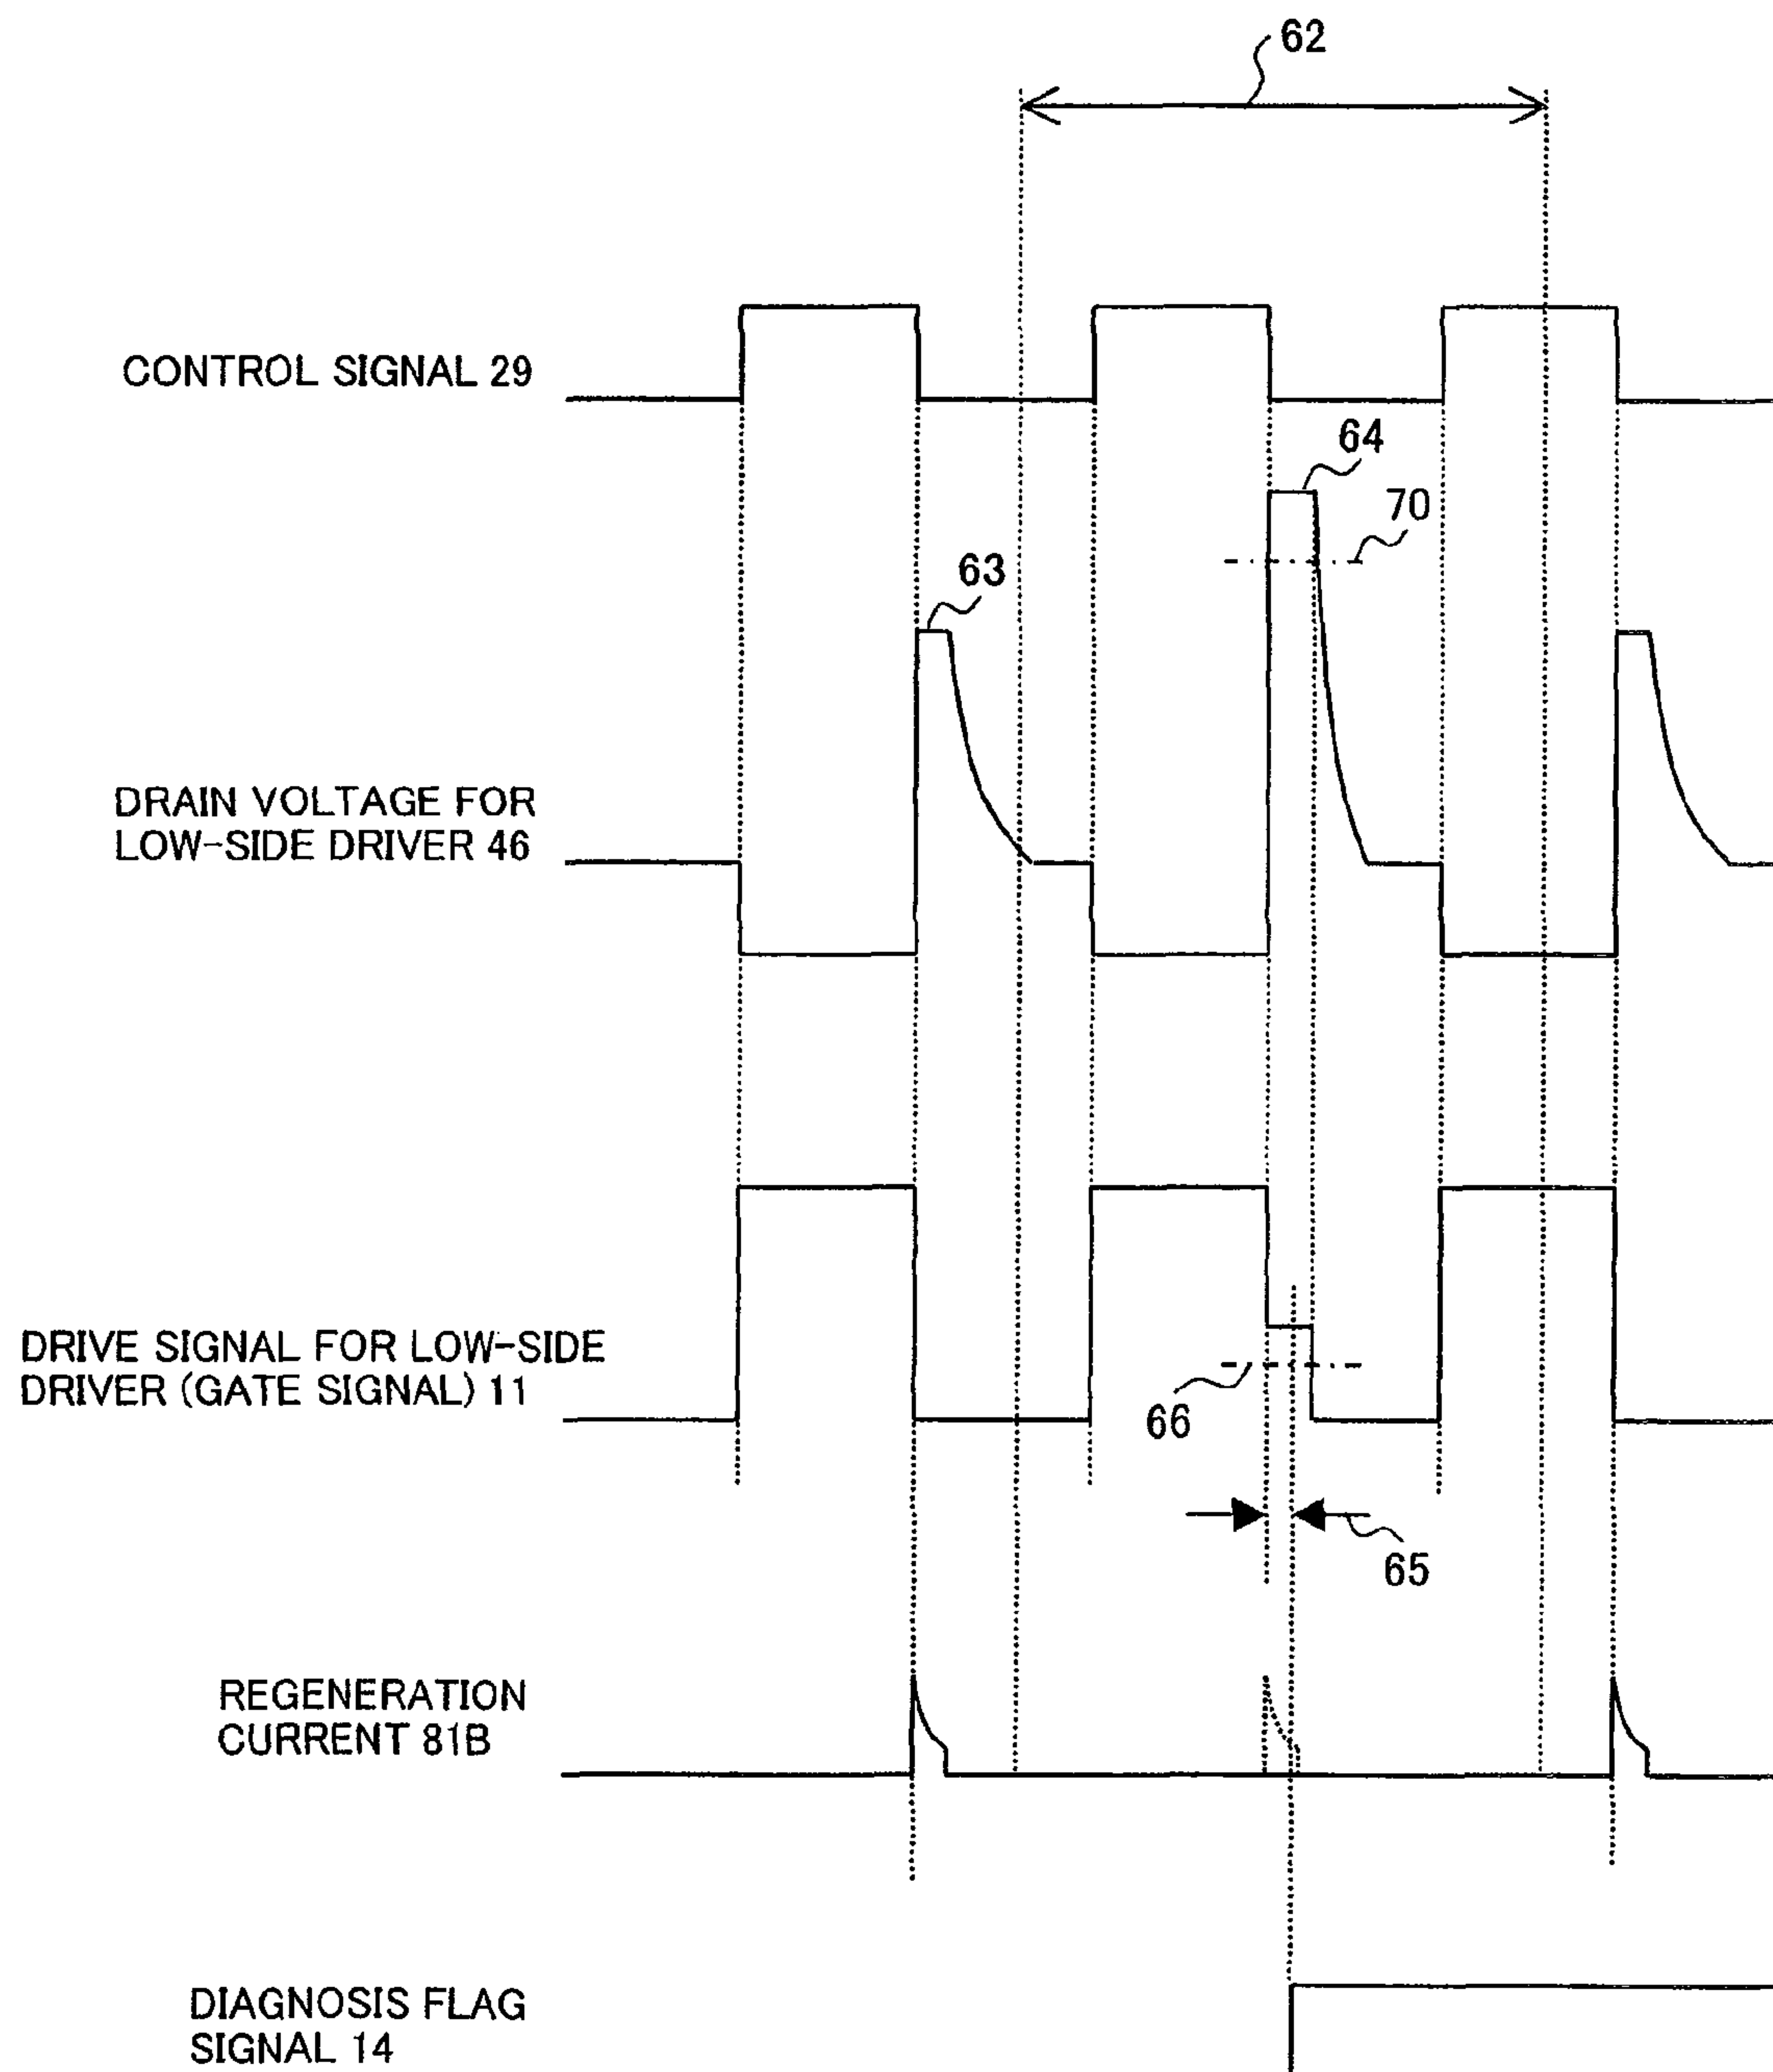 62
CONTROL SIGNAL 29
64
70
63
DRAIN VOLTAGE FOR
LOW-SIDE DRIVER 46
DRIVE SIGNAL FOR LOW-SIDE
DRIVER (GATE SIGNAL) 11
66
65
REGENERATION
CURRENT 81B
DIAGNOSIS FLAG
SIGNAL 14